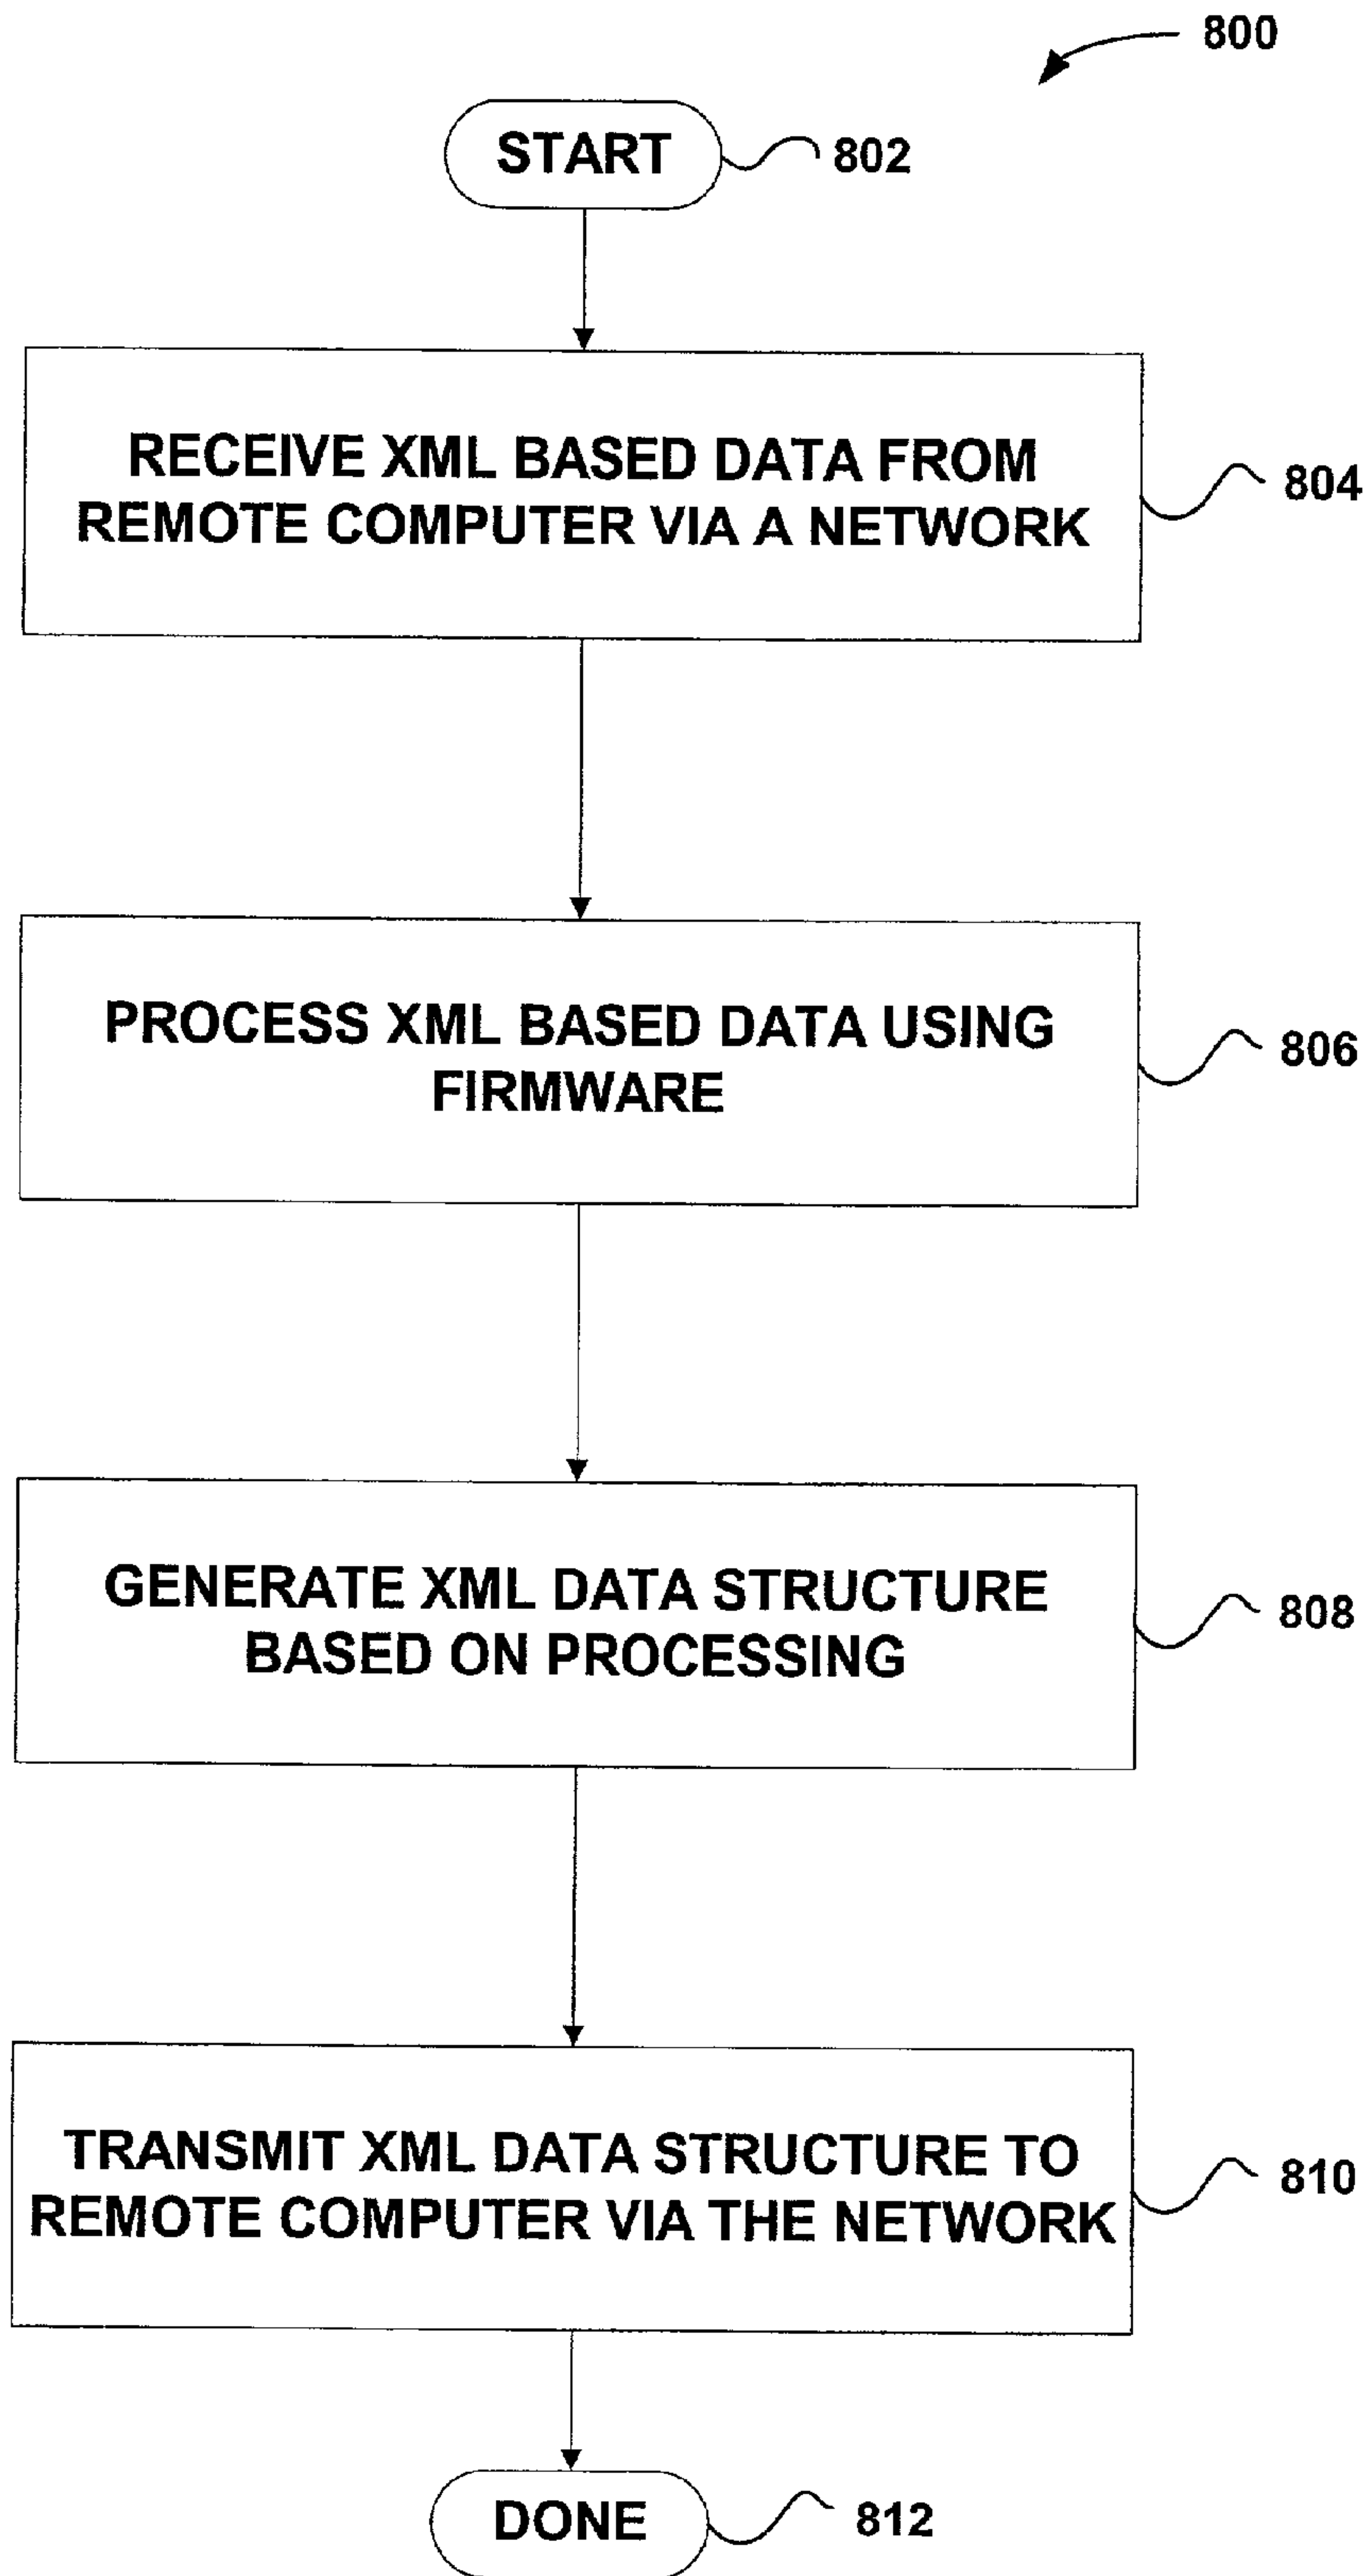 800
START
802
RECEIVE XML BASED DATA FROM
REMOTE COMPUTER VIA A NETWORK
804
PROCESS XML BASED DATA USING
FIRMWARE
806
GENERATE XML DATA STRUCTURE
BASED ON PROCESSING
808
TRANSMIT XML DATA STRUCTURE TO
REMOTE COMPUTER VIA THE NETWORK
810
DONE
812